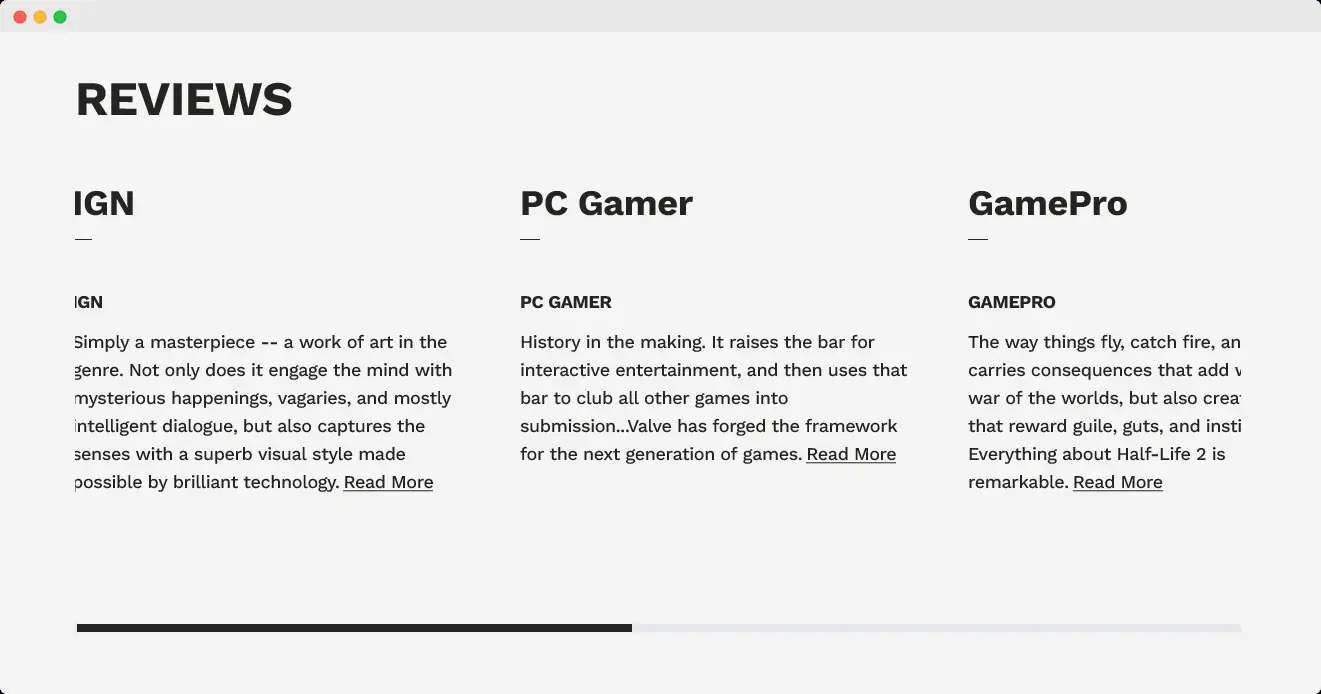 REVIEWS
IGN
IGN
Simply a masterpiece -- a work of art in the
genre. Not only does it engage the mind with
mysterious happenings, vagaries, and mostly
intelligent dialogue, but also captures the
senses with a superb visual style made
possible by brilliant technology. Read More
PC Gamer
PC GAMER
History in the making. It raises the bar for
interactive entertainment, and then uses that
bar to club all other games into
submission...Valve has forged the framework
for the next generation of games. Read More
GamePro
GAMEPRO
The way things fly, catch fire, an
carries consequences that add
war of the worlds, but also
that reward guile, guts, and
Everything about Half-Life 2 is
remarkable. Read More